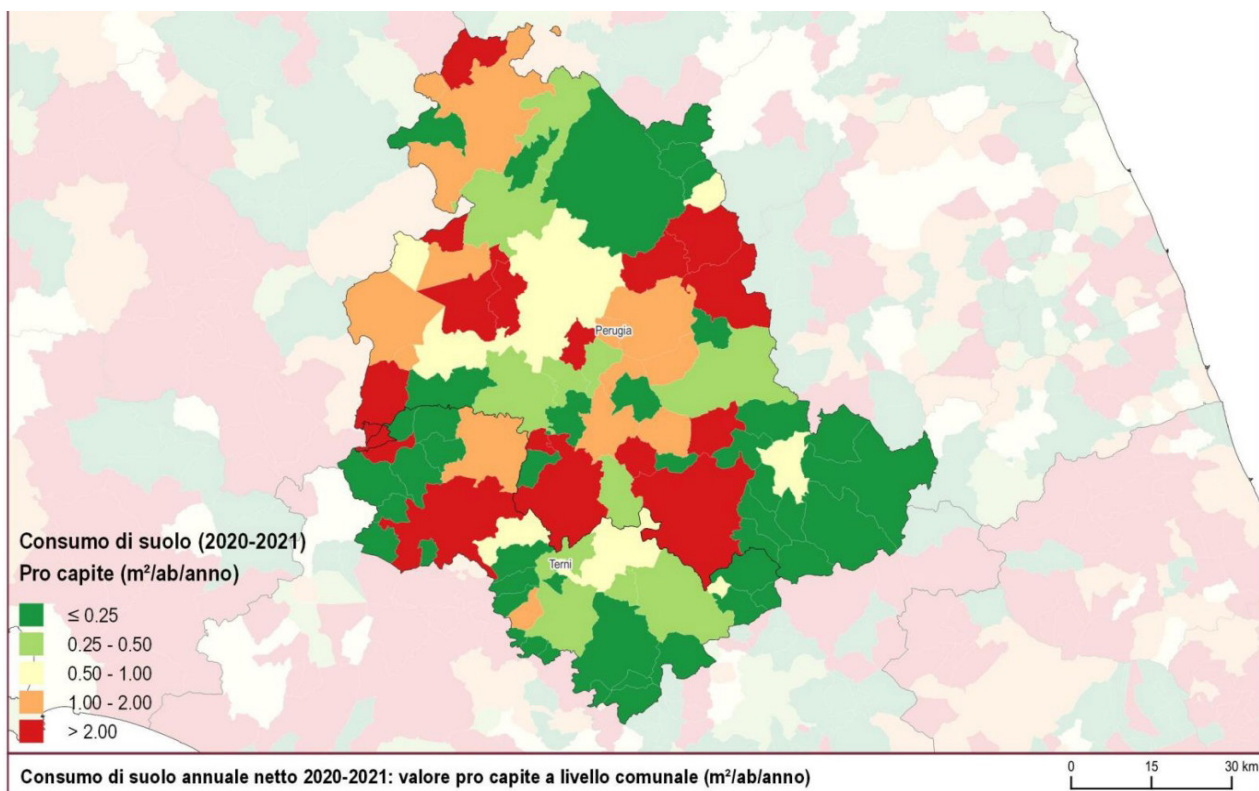 Perugia
Terni
Consumo di suolo (2020-2021)
Pro capite (m²/ab/anno)
≤ 0.25
0.25 - 0.50
0.50 - 1.00
1.00 - 2.00
> 2.00
Consumo di suolo annuale netto 2020-2021: valore pro capite a livello comunale (m²/ab/anno)
0 15 30 km